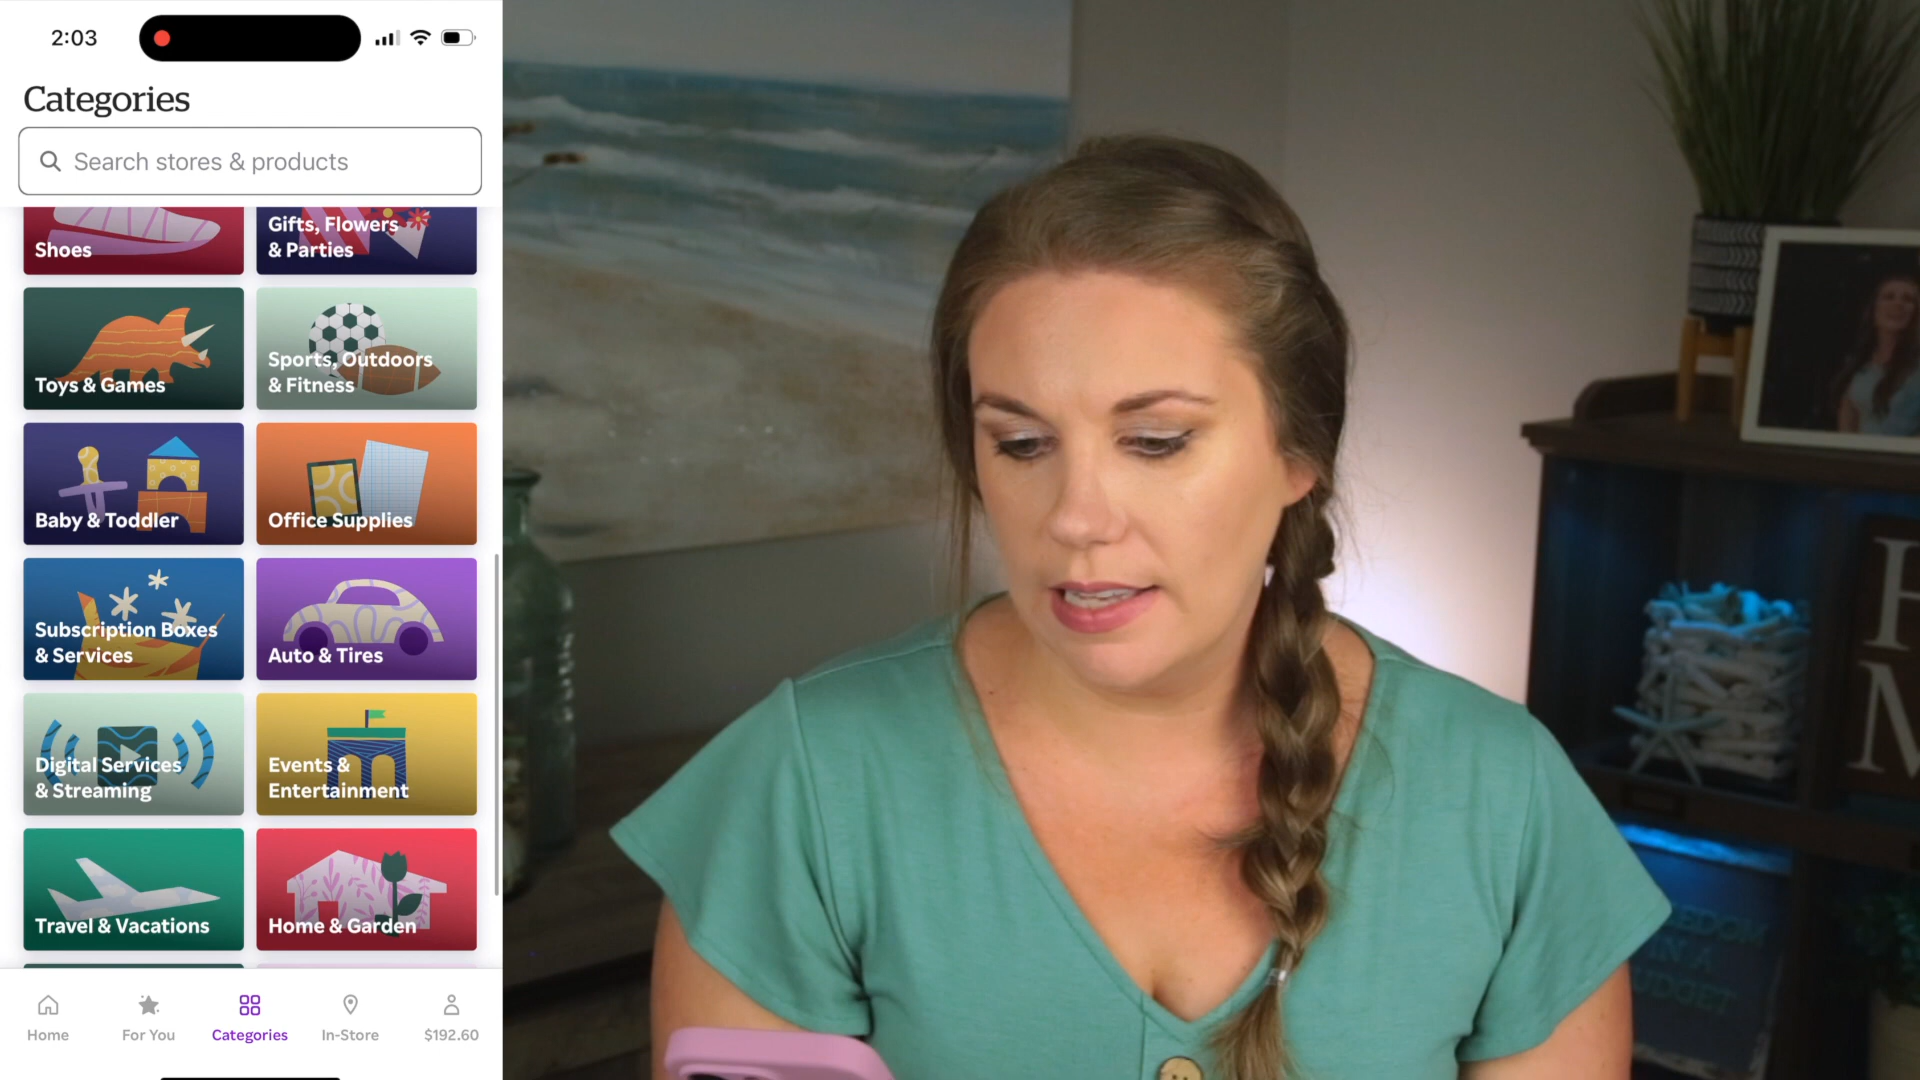 2:03
Categories
Search stores & products
Shoes
Gifts, Flowers
& Parties
Toys & Games
Sports, Outdoors
& Fitness
Baby & Toddler
Office Supplies
Subscription Boxes
& Services
Auto & Tires
Digital Services
& Streaming
Events &
Entertainment
Travel & Vacations
Home & Garden
Home
For You
Categories
In-Store
$192.60
H
M
IN A